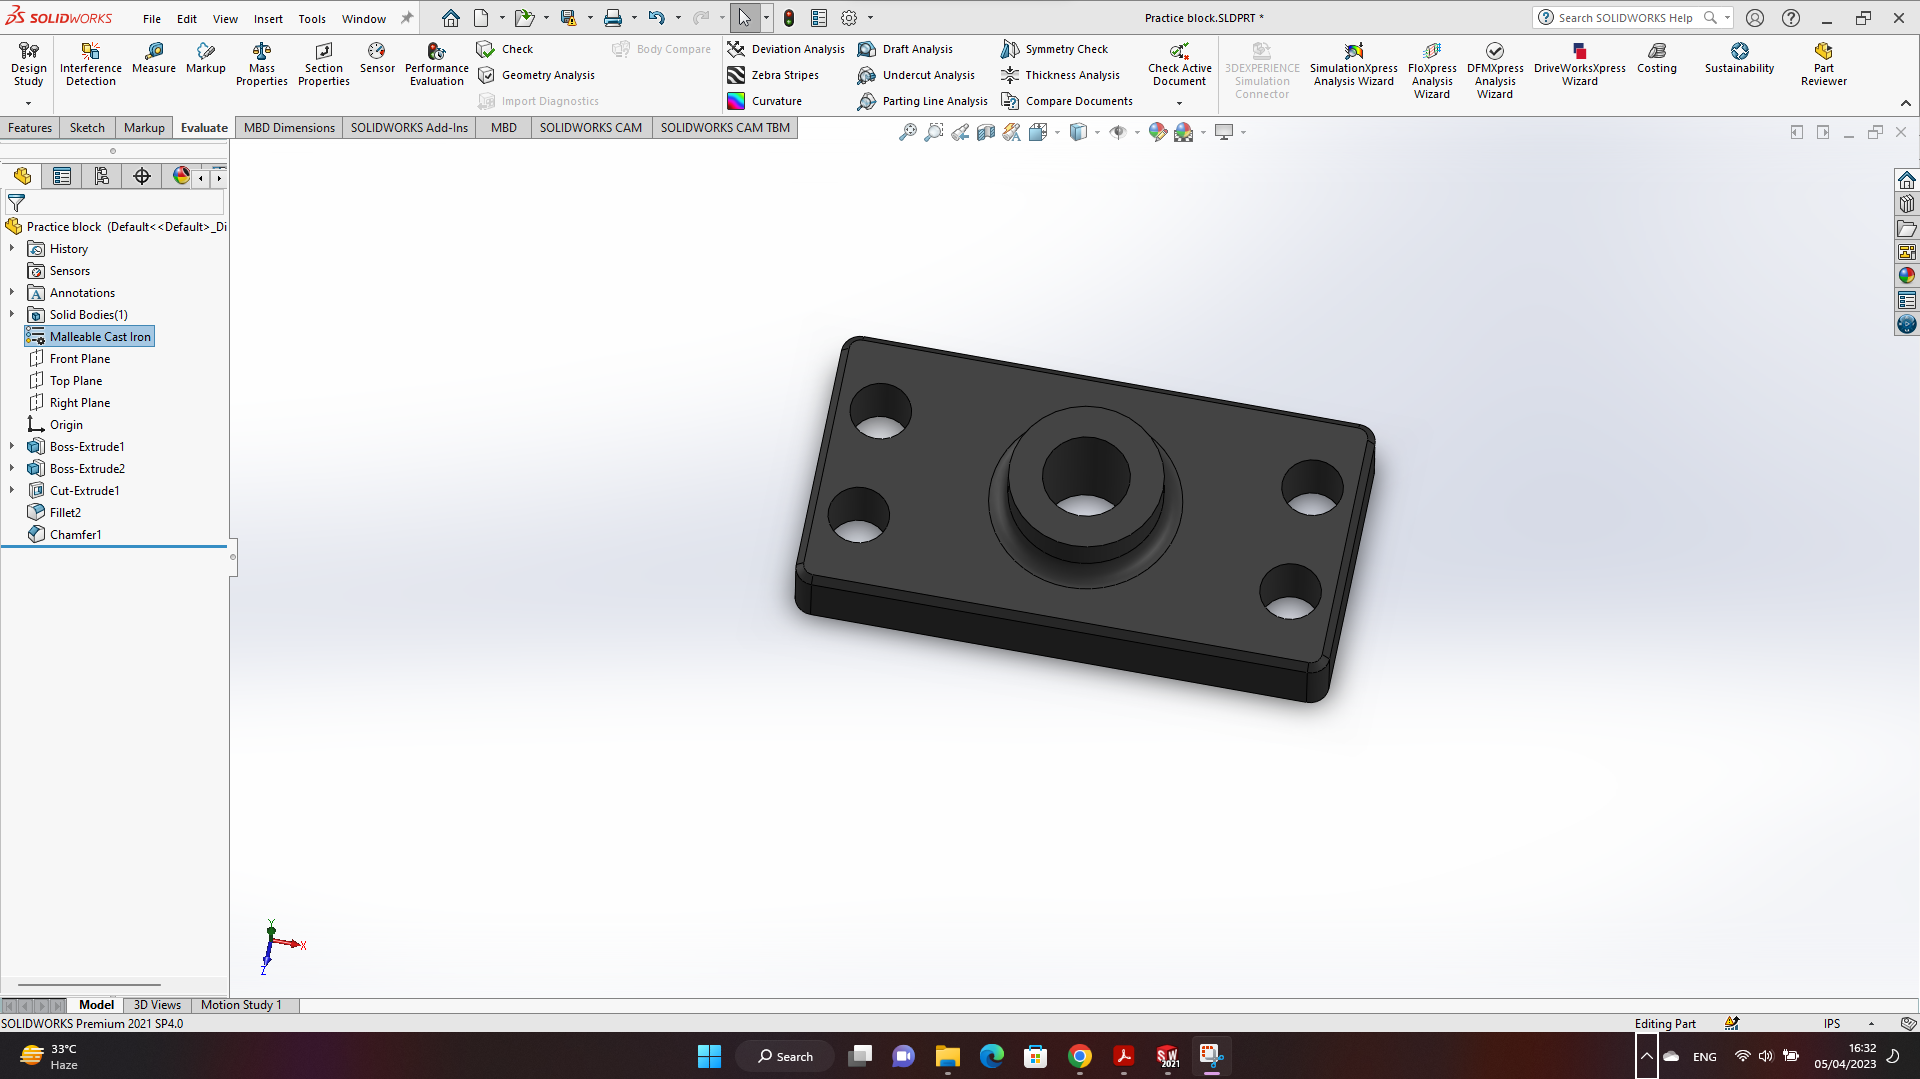 SOLIDWORKS File Edit View Insert Tools Window Practice block.SLDPRT * Search SOLIDWORKS Help
Design Study
Interference Detection
Measure
Markup
Mass Properties
Section Properties
Sensor
Performance Evaluation
Check
Geometry Analysis
Import Diagnostics
Body Compare
Deviation Analysis
Zebra Stripes
Curvature
Draft Analysis
Undercut Analysis
Parting Line Analysis
Symmetry Check
Thickness Analysis
Compare Documents
Check Active Document
3DEXPERIENCE Simulation Connector
SimulationXpress Analysis Wizard
FloXpress Analysis Wizard
DFMXpress Analysis Wizard
DriveWorksXpress Wizard
Costing
Sustainability
Part Reviewer
Features Sketch Markup Evaluate MBD Dimensions SOLIDWORKS Add-Ins MBD SOLIDWORKS CAM SOLIDWORKS CAM TBM
Practice block (Default<<Default>_Di
History
Sensors
A Annotations
Solid Bodies(1)
Malleable Cast Iron
Front Plane
Top Plane
Right Plane
Origin
Boss-Extrude1
Boss-Extrude2
Cut-Extrude1
Fillet2
Chamfer1
Y
X
Z
Model 3D Views Motion Study 1
SOLIDWORKS Premium 2021 SP4.0 Editing Part IPS
33°C
Haze
Search
SW 2021
ENG
16:32
05/04/2023